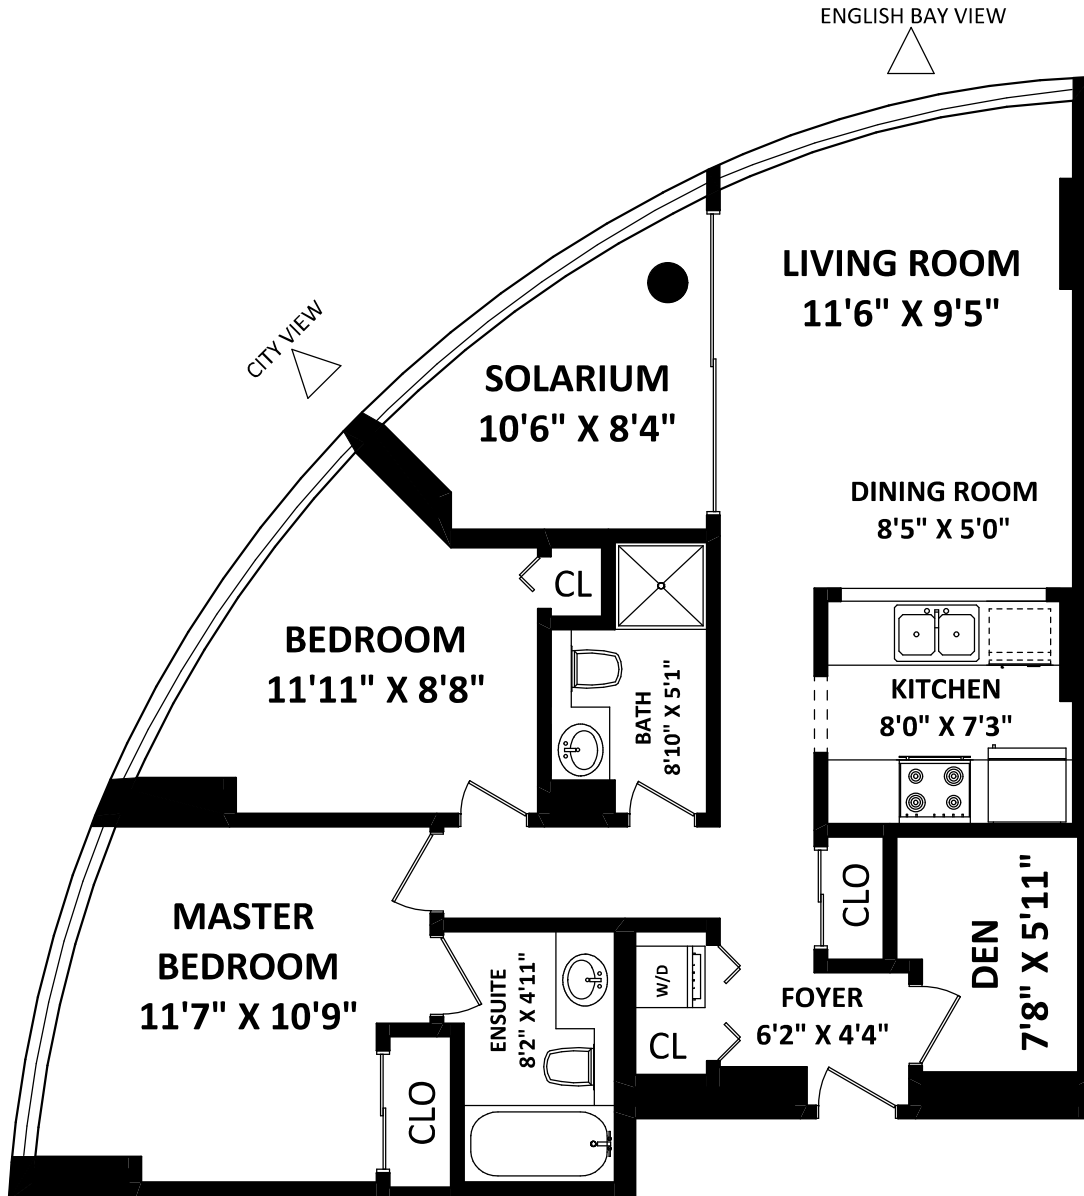 ENGLISH BAY VIEW
CITY VIEW
LIVING ROOM
11'6" X 9'5"
SOLARIUM
10'6" X 8'4"
DINING ROOM
8'5" X 5'0"
CL
BEDROOM
11'11" X 8'8"
BATH
8'10" X 5'1"
KITCHEN
8'0" X 7'3"
MASTER
BEDROOM
11'7" X 10'9"
ENSUITE
8'2" X 4'11"
W/D
CL
CLO
FOYER
6'2" X 4'4"
DEN
7'8" X 5'11"
CLO